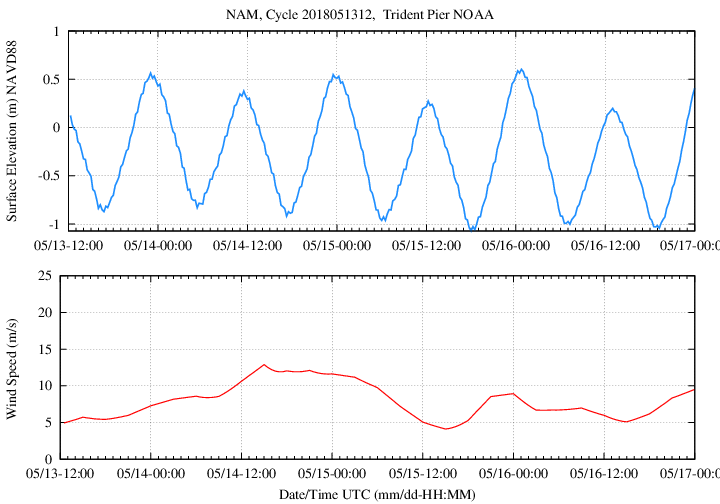 NAM, Cycle 2018051312,  Trident Pier NOAA
1
0.5
0
-0.5
-1
Surface Elevation (m) NAVD88
05/13-12:00 05/14-00:00 05/14-12:00 05/15-00:00 05/15-12:00 05/16-00:00 05/16-12:00 05/17-0
25
20
15
10
5
0
Wind Speed (m/s)
05/13-12:00 05/14-00:00 05/14-12:00 05/15-00:00 05/15-12:00 05/16-00:00 05/16-12:00 05/17-0
Date/Time UTC (mm/dd-HH:MM)